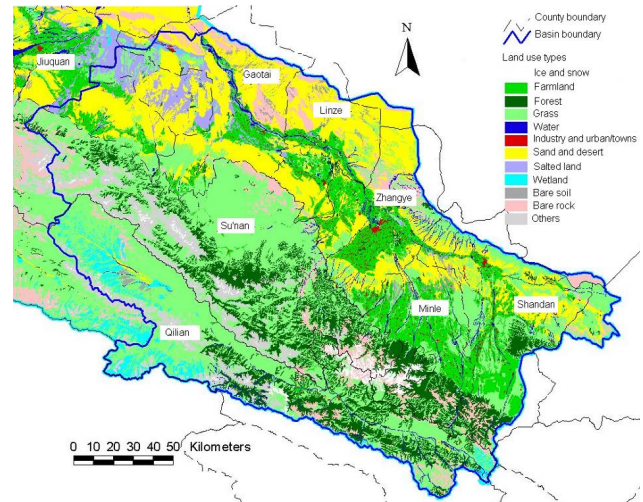 County boundary
Basin boundary
Land use types
Ice and snow
Farmland
Forest
Grass
Water
Industry and urban/towns
Sand and desert
Salted land
Wetland
Bare soil
Bare rock
Others
Jiuquan
Gaotai
Linze
Zhangye
Su'nan
Minle
Shandan
Qilian
0 10 20 30 40 50 Kilometers